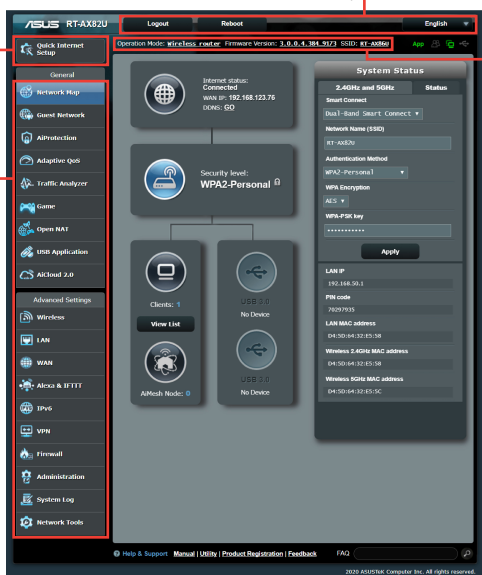 ASUS RT-AX82U
Logout Reboot English
Quick Internet Setup
Operation Mode: Wireless router Firmware Version: 3.0.0.4.384_9173 SSID: RT-AX86U App
General
Network Map
Guest Network
AiProtection
Adaptive QoS
Traffic Analyzer
Game
Open NAT
USB Application
AiCloud 2.0
Advanced Settings
Wireless
LAN
WAN
Alexa & IFTTT
IPv6
VPN
Firewall
Administration
System Log
Network Tools
Internet status:
Connected
WAN IP: 192.168.123.76
DDNS: GO
Security level:
WPA2-Personal
Clients: 1
View List
AiMesh Node: 0
USB 3.0
No Device
USB 3.0
No Device
System Status
2.4GHz and 5GHz Status
Smart Connect
Dual-Band Smart Connect
Network Name (SSID)
RT-AX82U
Authentication Method
WPA2-Personal
WPA Encryption
AES
WPA-PSK key
•••••••••••
Apply
LAN IP
192.168.50.1
PIN code
70297935
LAN MAC address
D4:5D:64:32:E5:58
Wireless 2.4GHz MAC address
D4:5D:64:32:E5:58
Wireless 5GHz MAC address
D4:5D:64:32:E5:5C
Help & Support Manual | Utility | Product Registration | Feedback FAQ
2020 ASUSTeK Computer Inc. All rights reserved.